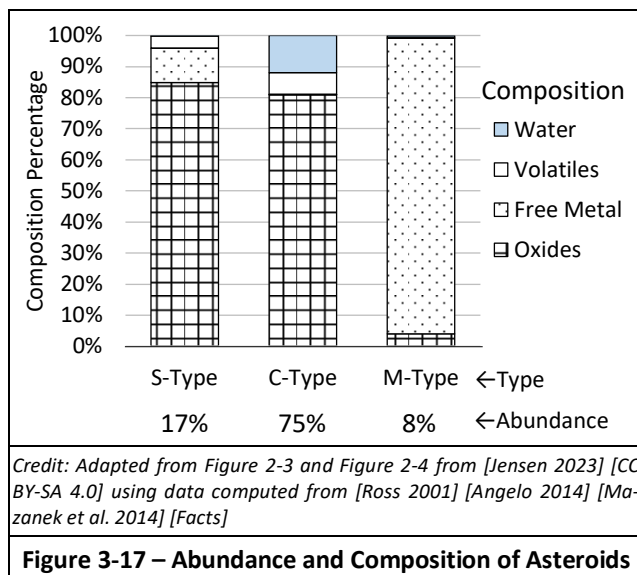 100%
90%
80%
70%
60%
50%
40%
30%
20%
10%
0%
Composition Percentage
Composition
Water
Volatiles
Free Metal
Oxides
S-Type C-Type M-Type ←Type
17% 75% 8% ←Abundance
Credit: Adapted from Figure 2-3 and Figure 2-4 from [Jensen 2023] [CC
BY-SA 4.0] using data computed from [Ross 2001] [Angelo 2014] [Ma-
zanek et al. 2014] [Facts]
Figure 3-17 – Abundance and Composition of Asteroids